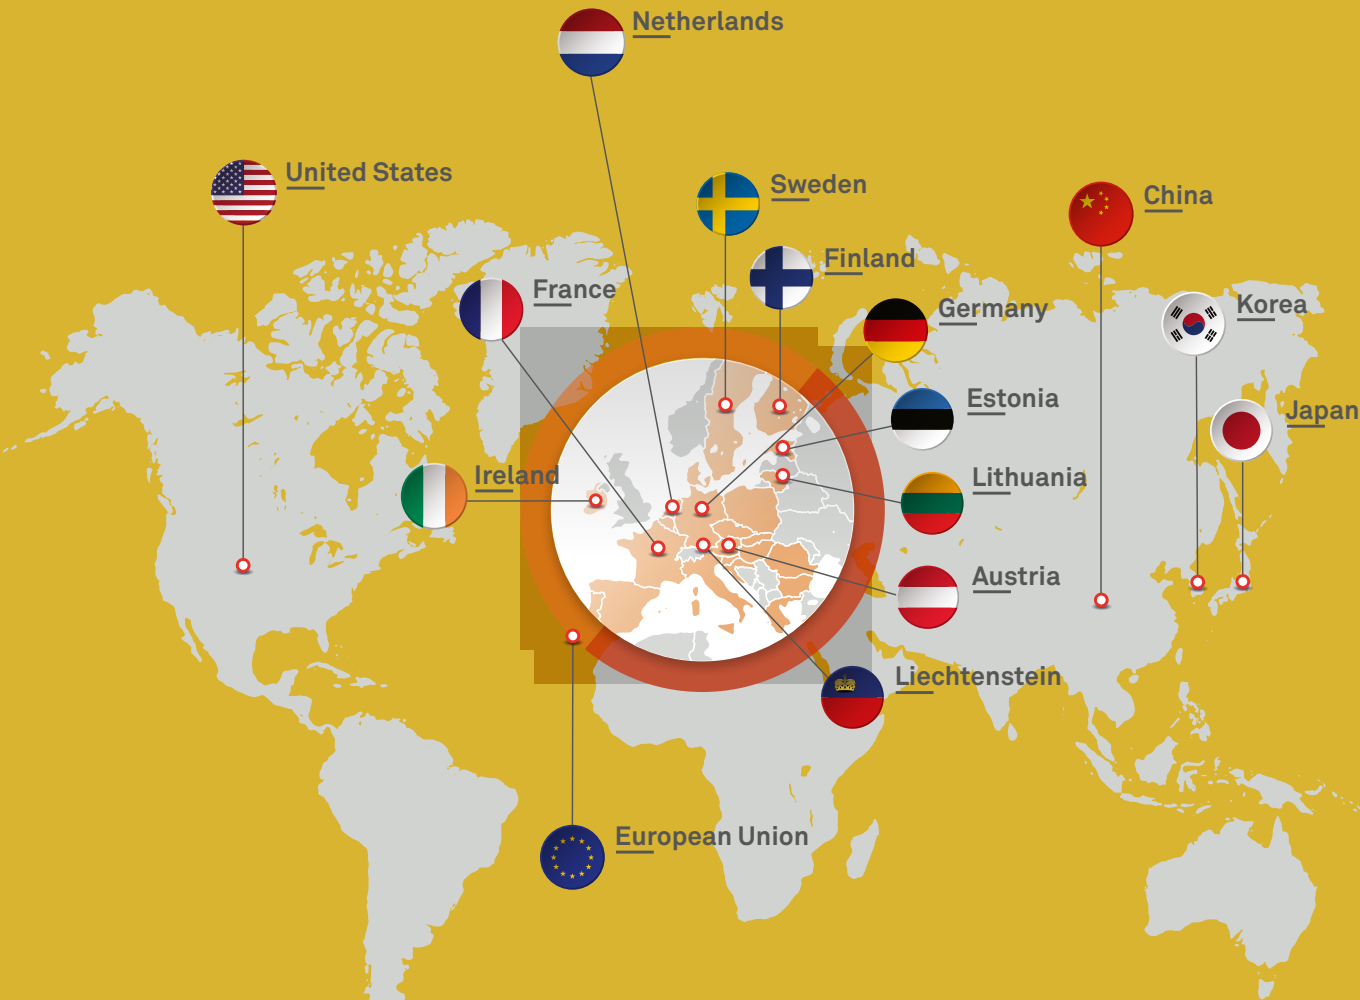 Netherlands
United States
Sweden
China
Finland
France
Germany
Korea
Estonia
Japan
Ireland
Lithuania
Austria
Liechtenstein
European Union